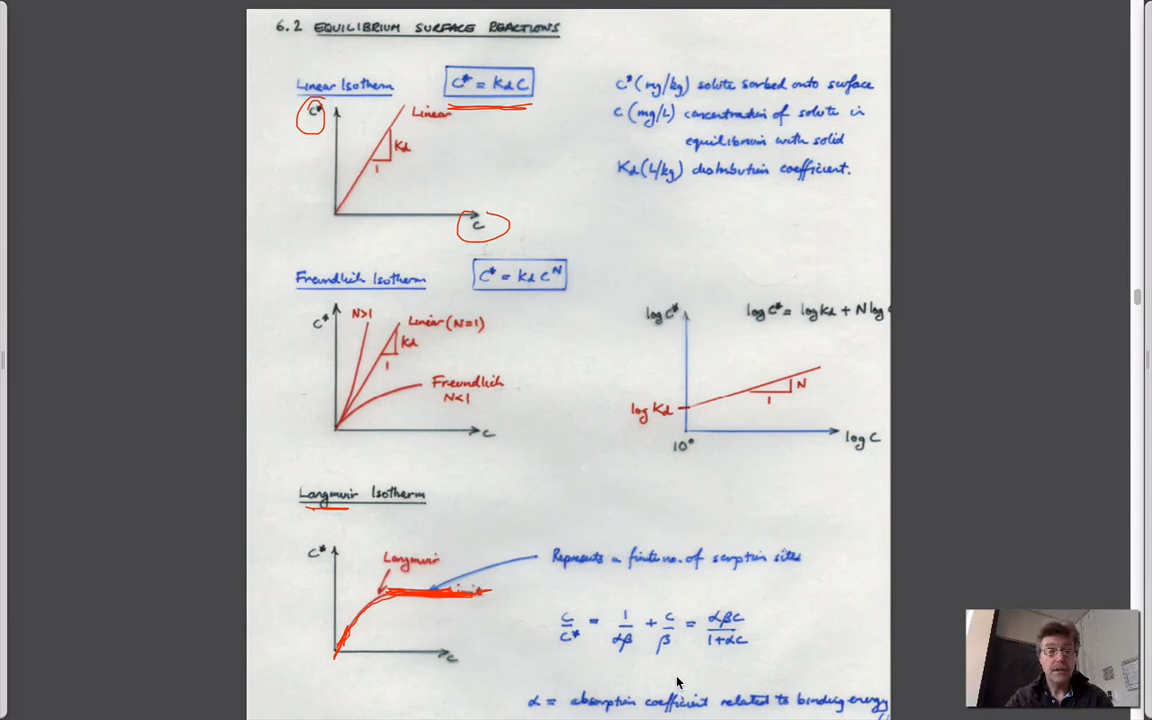 6.2 EQUILIBRIUM SURFACE REACTIONS
Linear Isotherm
C* = Kd C
C*
Linear
Kd
1
C
C* (mg/kg) solute sorbed onto surface
C (mg/L) concentration of solute in
equilibrium with solid
Kd (L/kg) distribution coefficient.
Freundlich Isotherm
C* = Kd C^N
C*
N>1
Linear (N=1)
Kd
1
Freundlich
N<1
C
log C*
log C* = log Kd + N log
N
1
log Kd
10°
log C
Langmuir Isotherm
C*
Langmuir
C
Represents a finite no. of sorption sites
C/C* = 1/αβ + C/β = αβC/1+αC
α = absorption coefficient related to binding energy